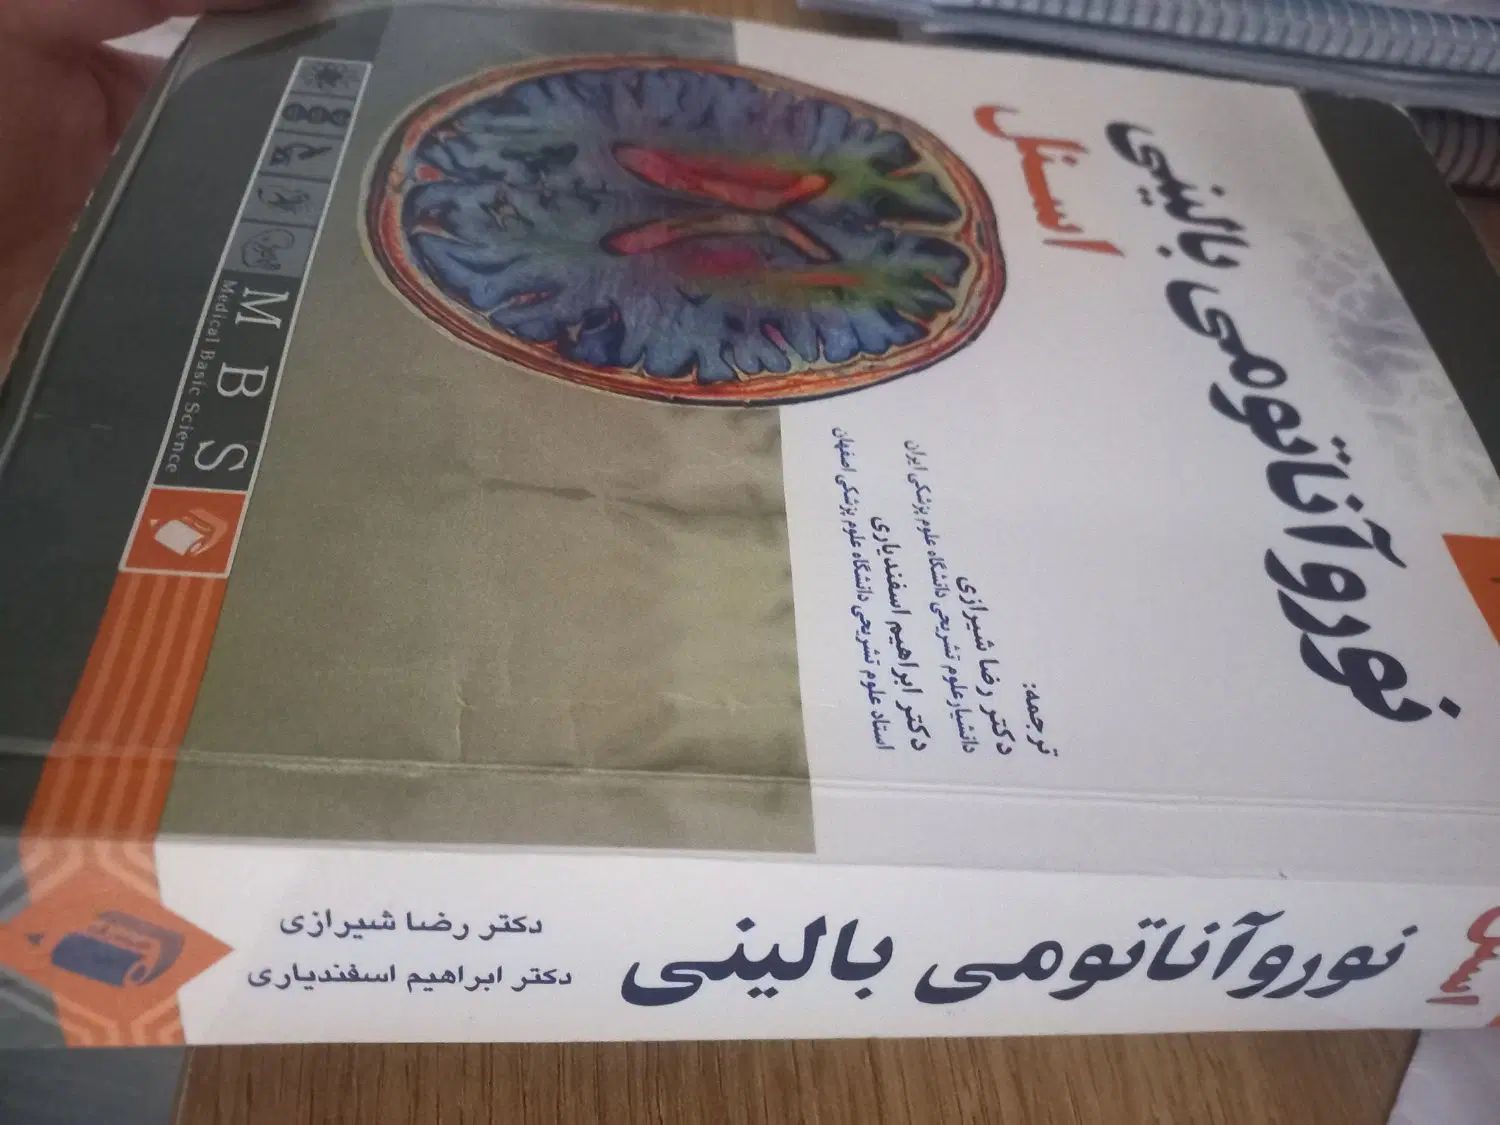 نوروآناتومی بالینی
اسنل
ترجمه:
دکتر رضا شیرازی
دانشیار علوم تشریحی دانشگاه علوم پزشکی ایران
دکتر ابراهیم اسفندیاری
استاد علوم تشریحی دانشگاه علوم پزشکی اصفهان
M B S
Medical Basic Science
نوروآناتومی بالینی
اسنل
دکتر رضا شیرازی
دکتر ابراهیم اسفندیاری